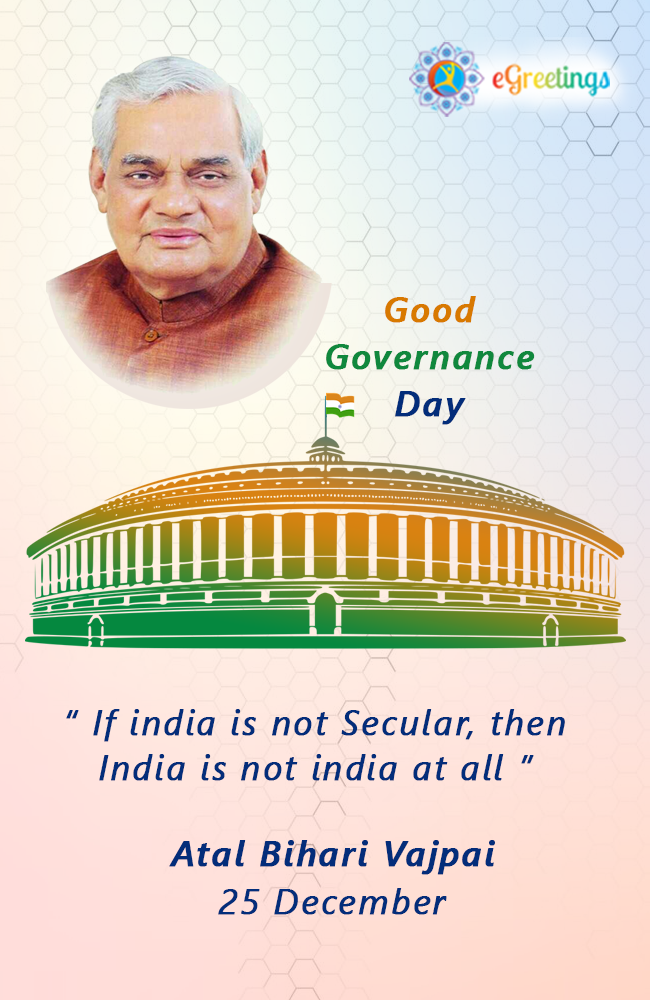 eGreetings
Good
Governance
Day
“ If india is not Secular, then
India is not india at all ”
Atal Bihari Vajpai
25 December